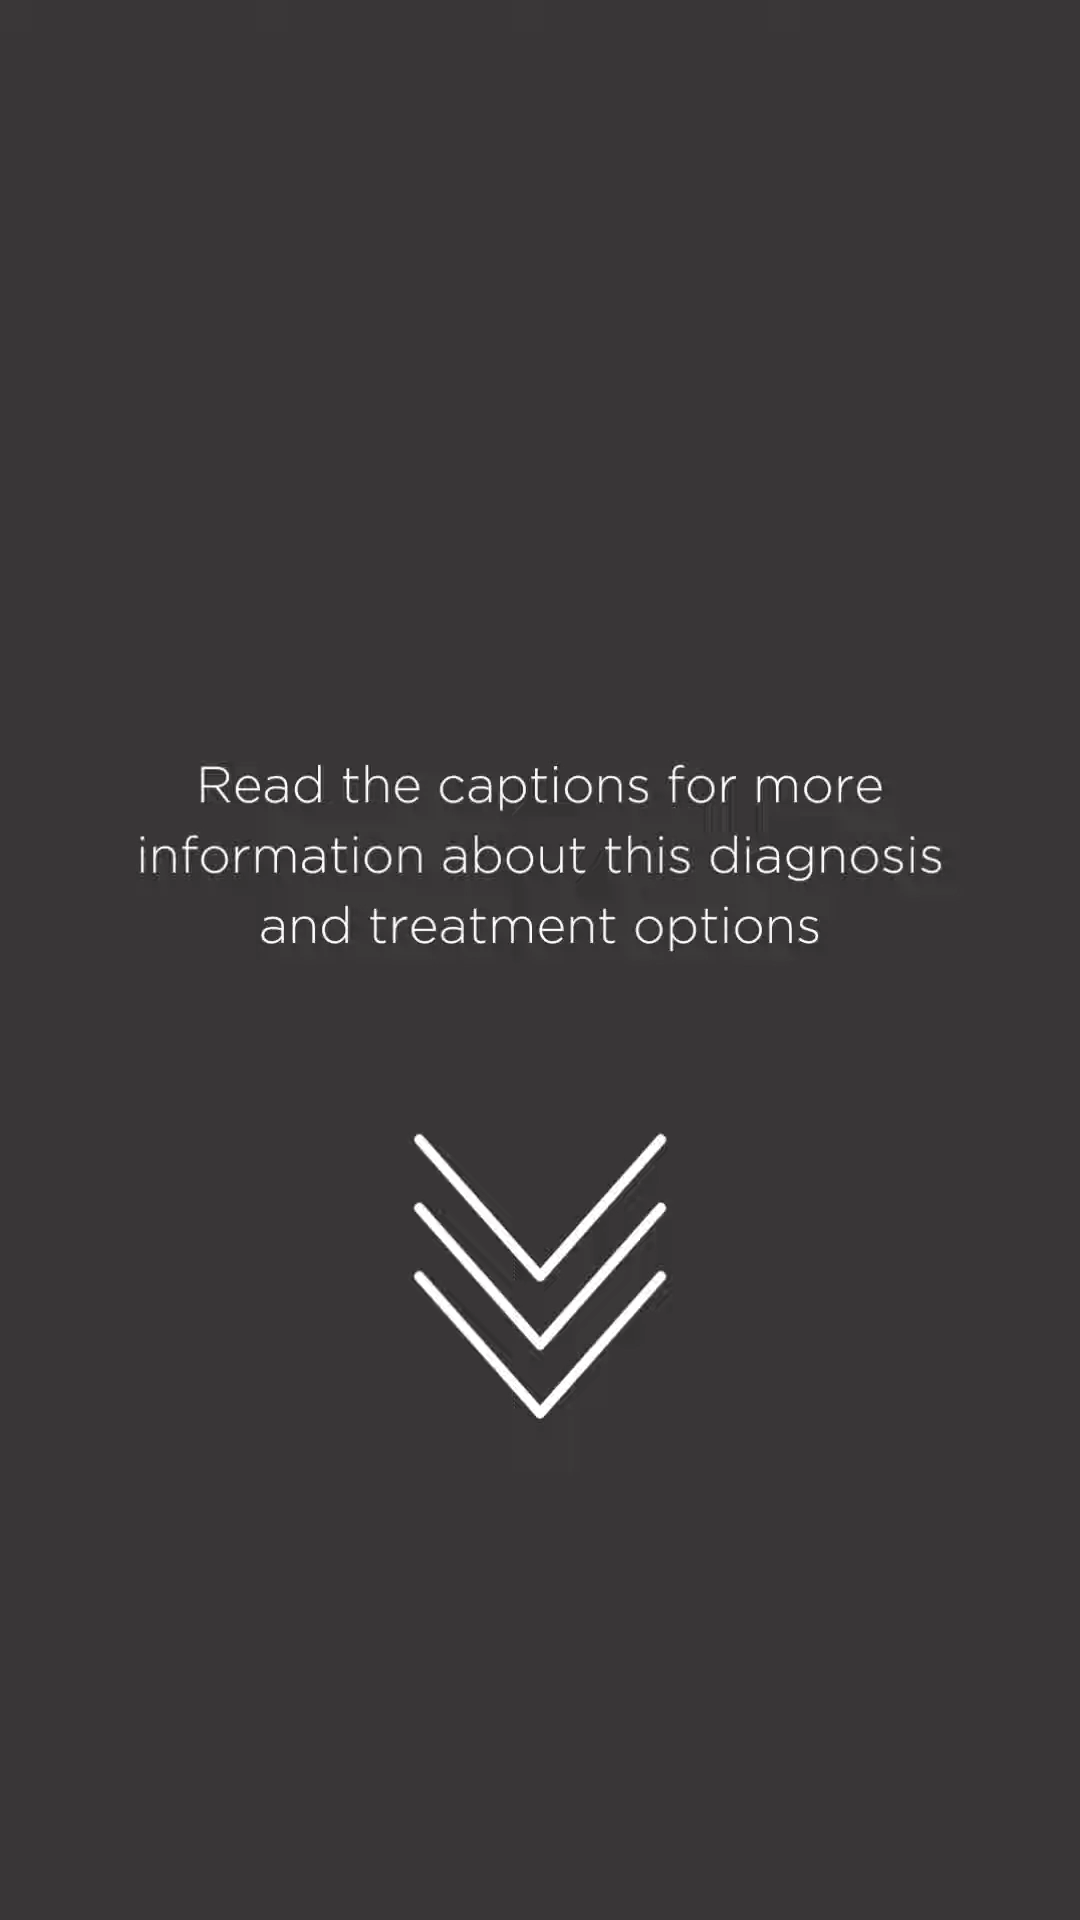 Read the captions for more
information about this diagnosis
and treatment options